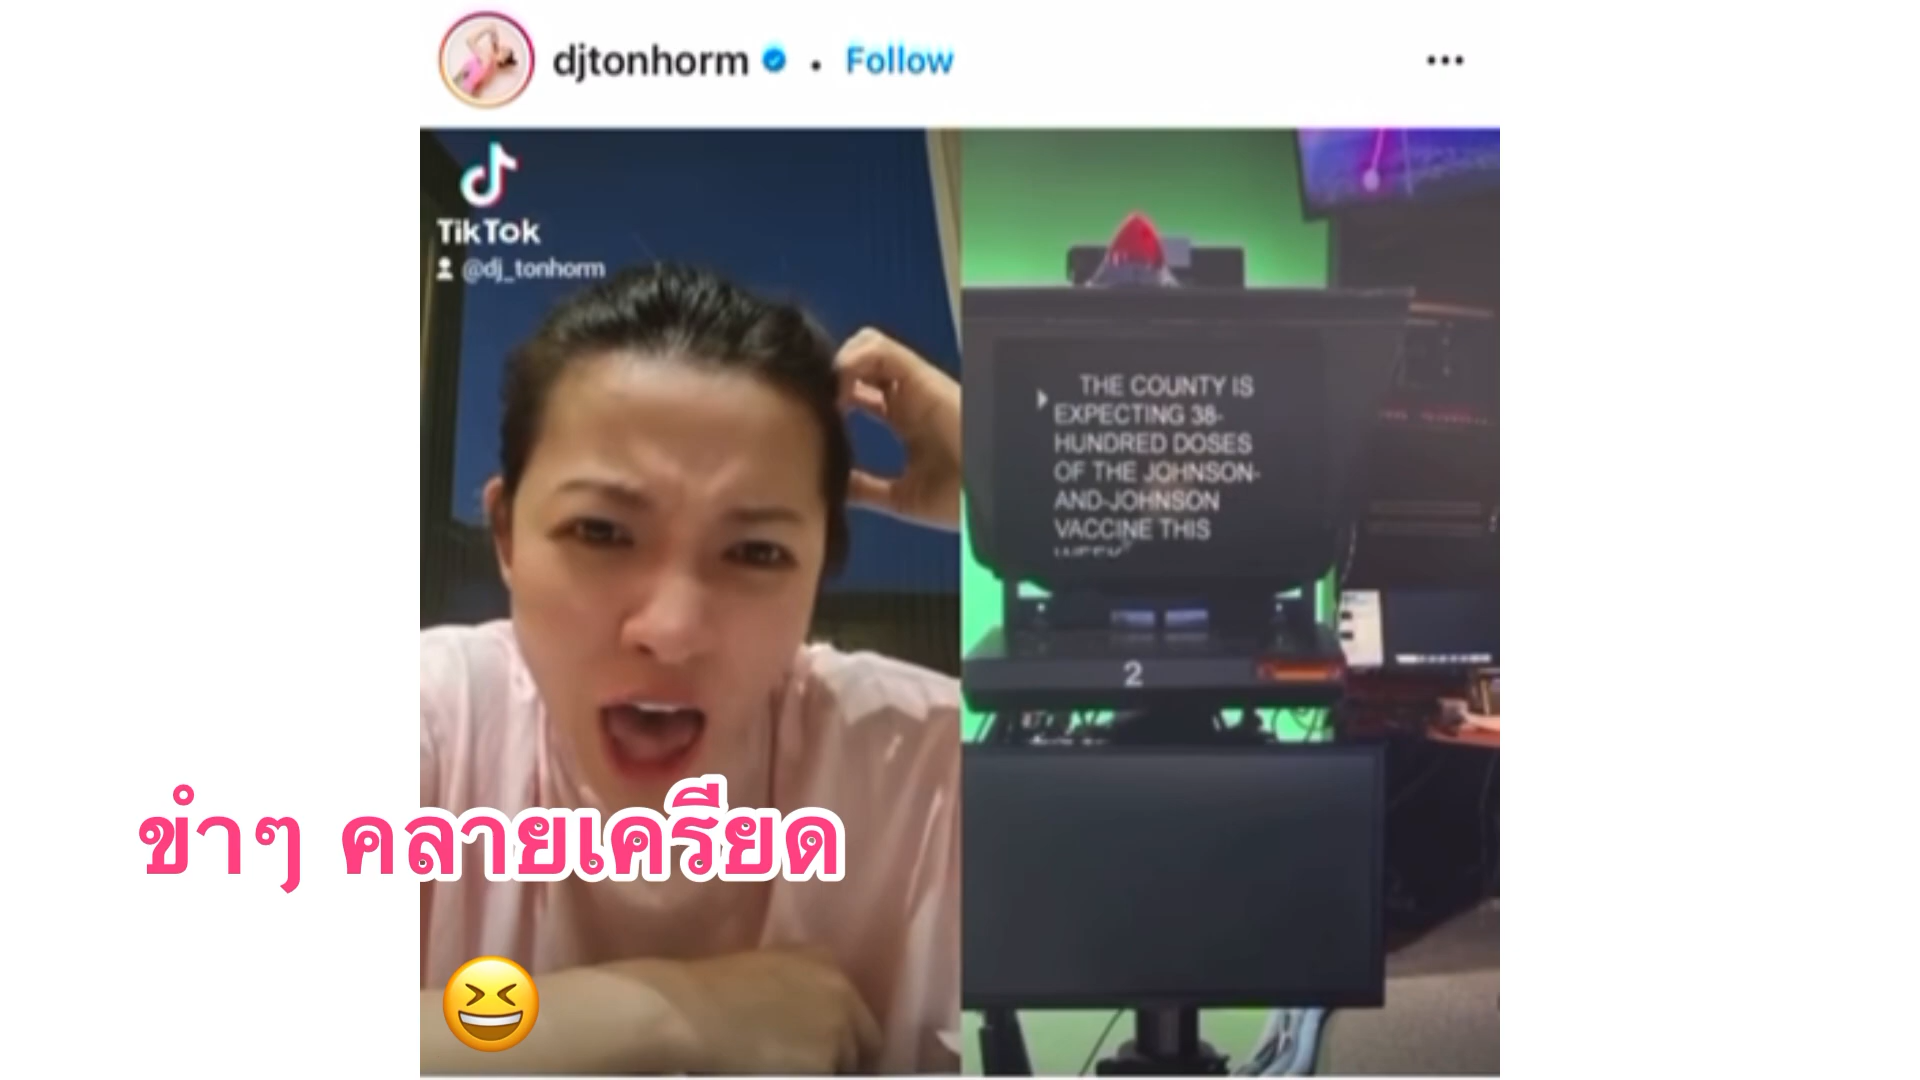 djtonhorm • Follow
TikTok
@dj_tonhorm
THE COUNTY IS
EXPECTING 38-
HUNDRED DOSES
OF THE JOHNSON-
AND-JOHNSON
VACCINE THIS
WEEK
2
ขำๆ คลายเครียด